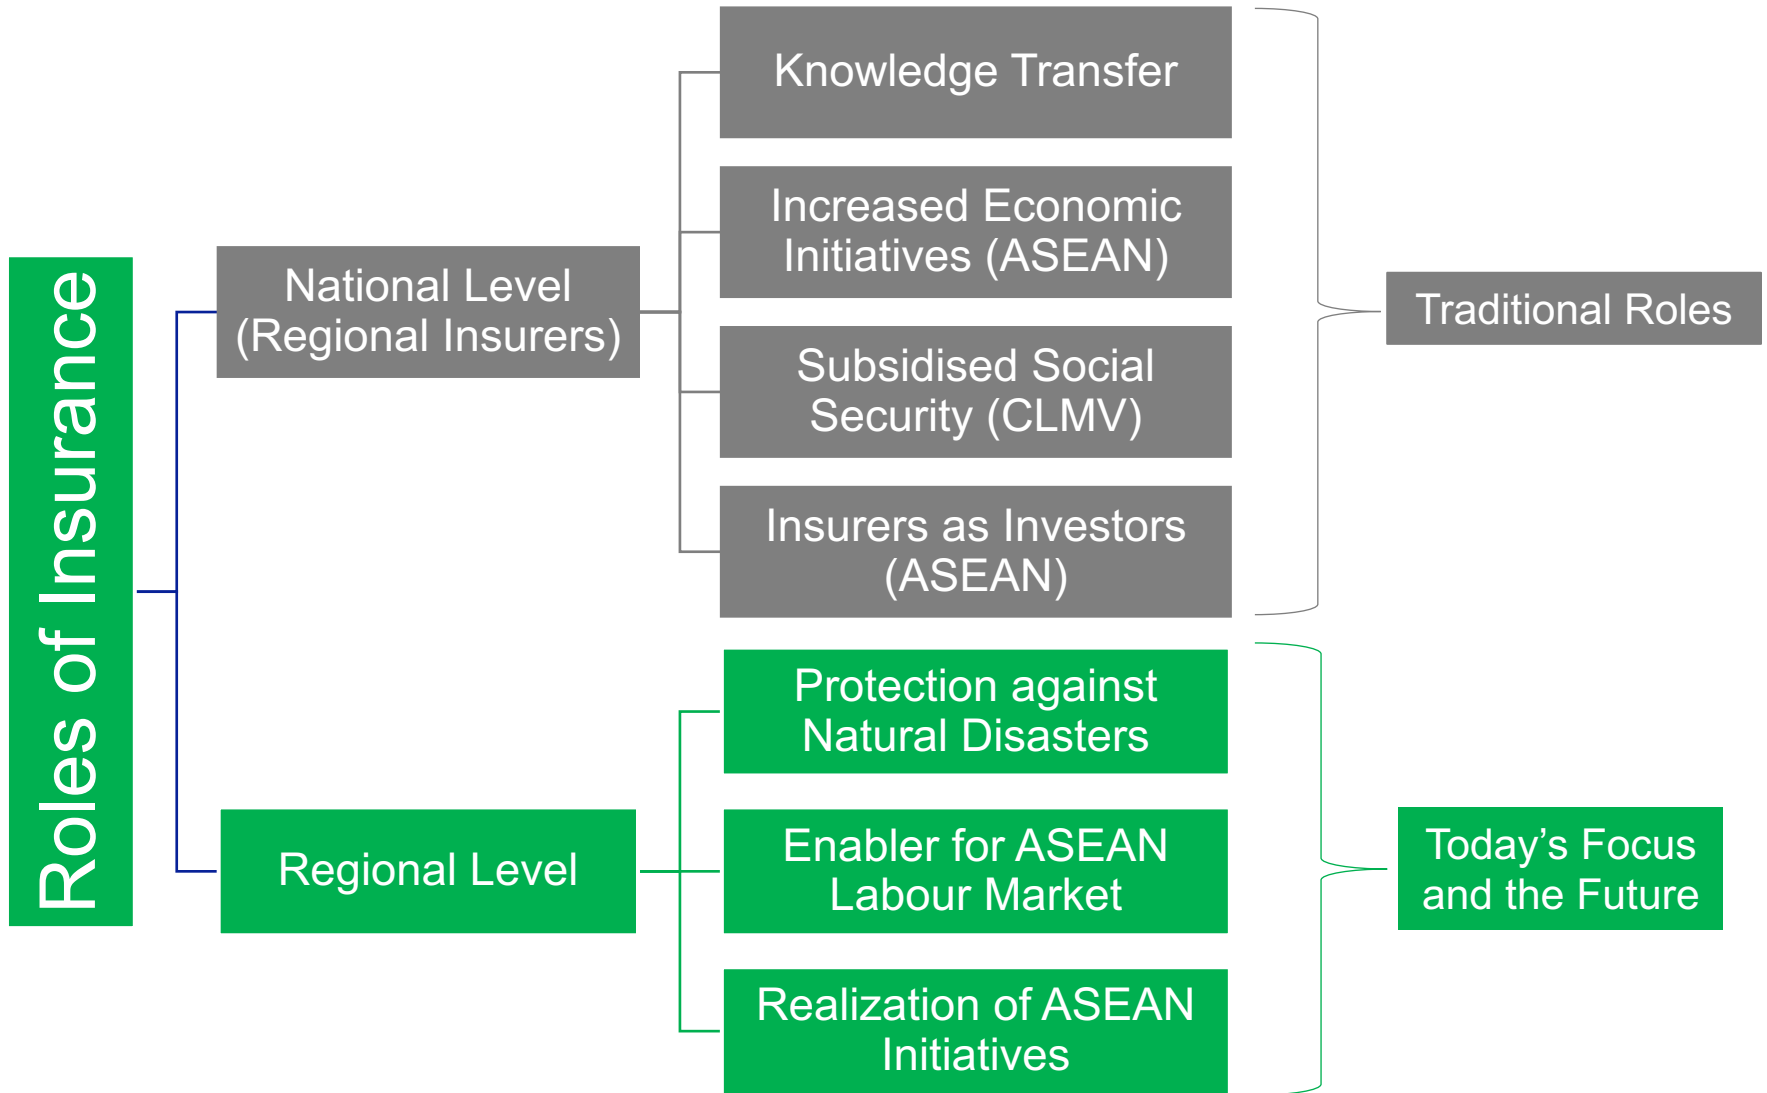 Roles of Insurance
National Level
(Regional Insurers)
Knowledge Transfer
Increased Economic
Initiatives (ASEAN)
Subsidised Social
Security (CLMV)
Insurers as Investors
(ASEAN)
Traditional Roles
Regional Level
Protection against
Natural Disasters
Enabler for ASEAN
Labour Market
Realization of ASEAN
Initiatives
Today’s Focus
and the Future